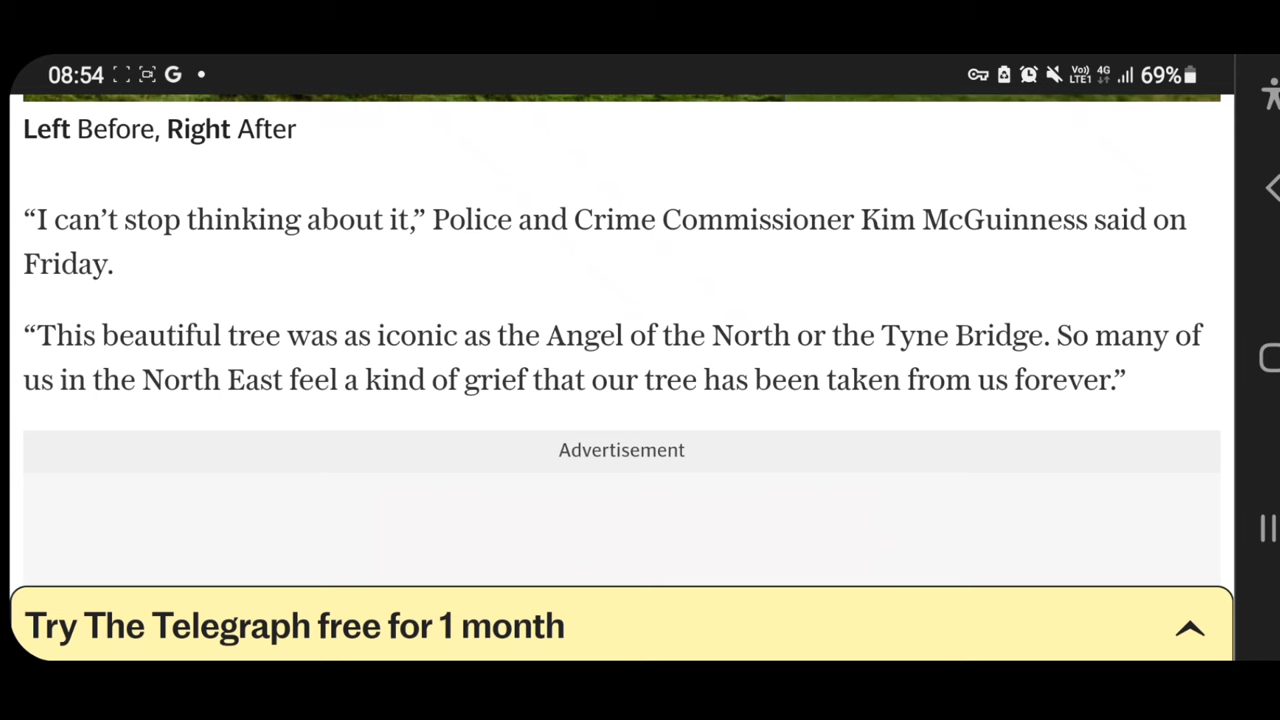 08:54 G
Vo)) LTE1 4G 69%
Left Before, Right After
“I can’t stop thinking about it,” Police and Crime Commissioner Kim McGuinness said on
Friday.
“This beautiful tree was as iconic as the Angel of the North or the Tyne Bridge. So many of
us in the North East feel a kind of grief that our tree has been taken from us forever.”
Advertisement
Try The Telegraph free for 1 month